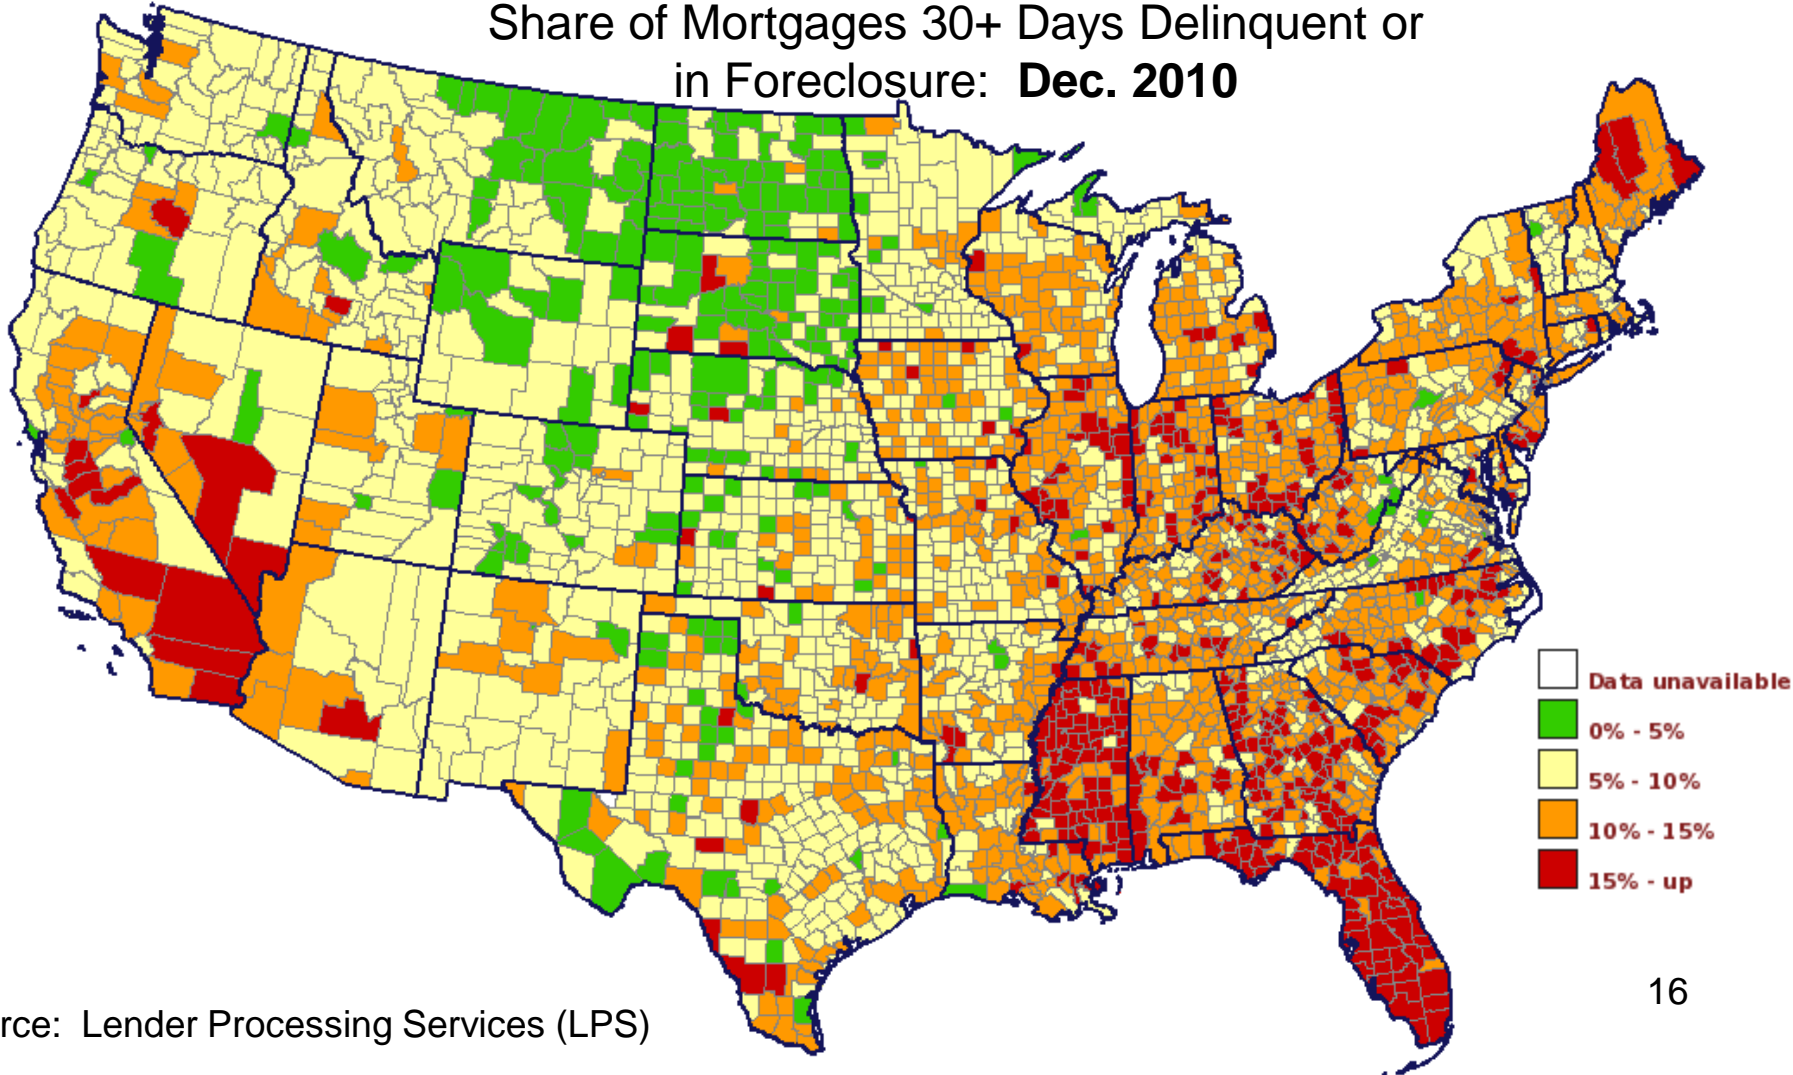 Share of Mortgages 30+ Days Delinquent or
in Foreclosure: Dec. 2010
Data unavailable
0% - 5%
5% - 10%
10% - 15%
15% - up
16
rce: Lender Processing Services (LPS)